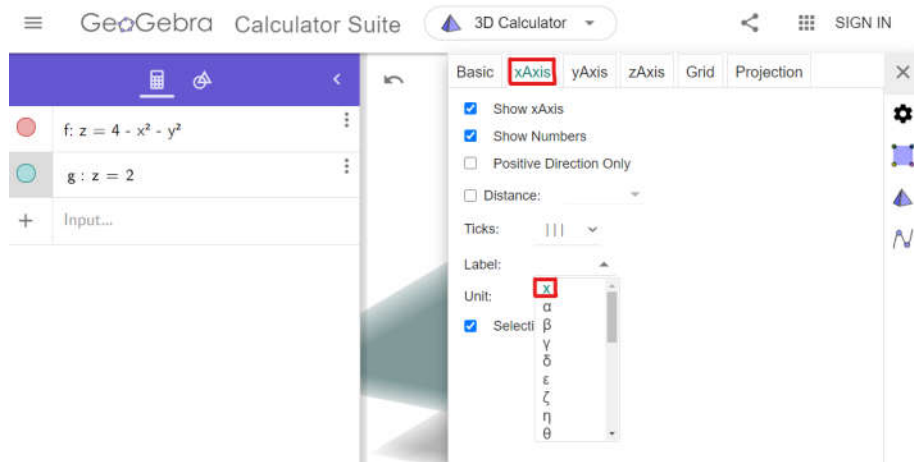 GeoGebra Calculator Suite 3D Calculator SIGN IN
f: z = 4 - x² - y²
g : z = 2
+ Input...
Basic xAxis yAxis zAxis Grid Projection
Show xAxis
Show Numbers
Positive Direction Only
Distance:
Ticks: | | |
Label:
x
α
Unit:
Selecti
β
γ
δ
ε
ζ
η
θ